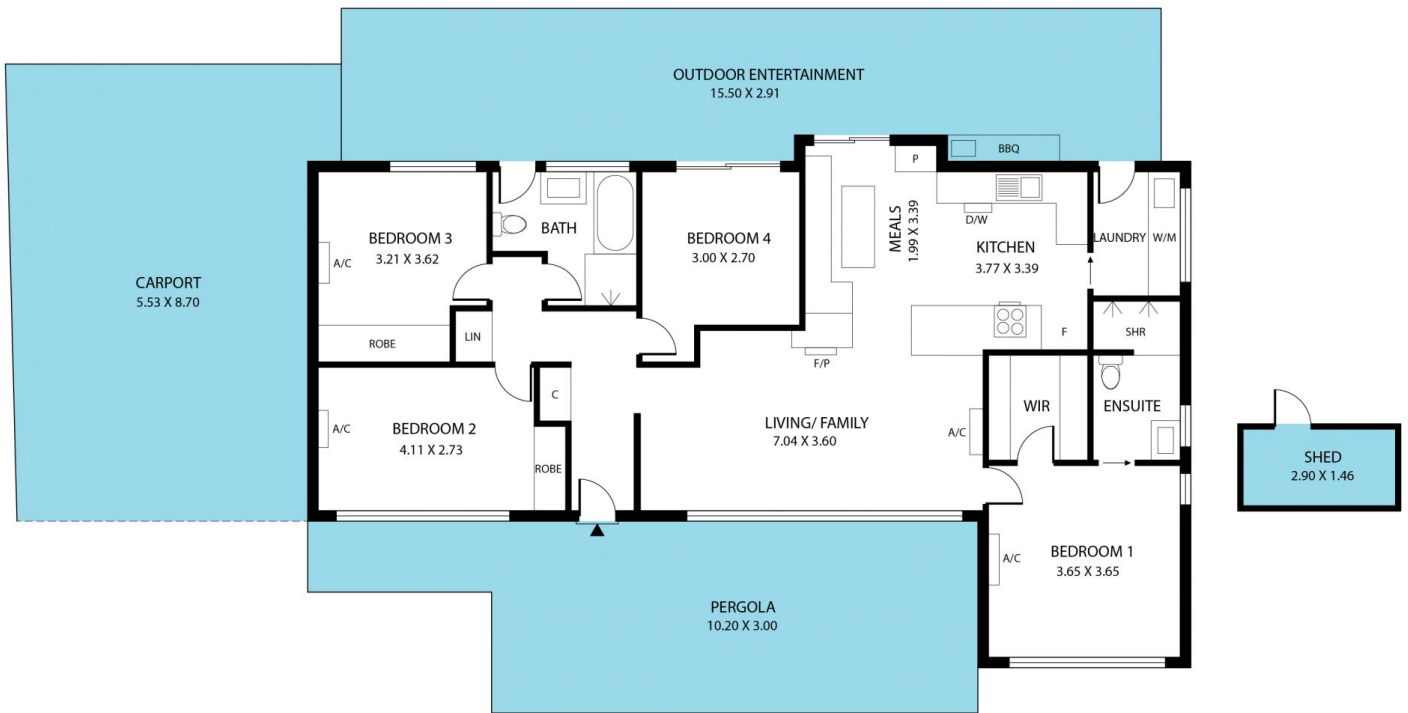 OUTDOOR ENTERTAINMENT
15.50 X 2.91
BBQ
P
CARPORT
5.53 X 8.70
BEDROOM 3
3.21 X 3.62
A/C
ROBE
LIN
BATH
BEDROOM 4
3.00 X 2.70
MEALS
1.99 X 3.39
D/W
KITCHEN
3.77 X 3.39
F
LAUNDRY
W/M
SHR
F/P
BEDROOM 2
4.11 X 2.73
A/C
ROBE
C
LIVING/ FAMILY
7.04 X 3.60
A/C
WIR
ENSUITE
BEDROOM 1
3.65 X 3.65
A/C
SHED
2.90 X 1.46
PERGOLA
10.20 X 3.00